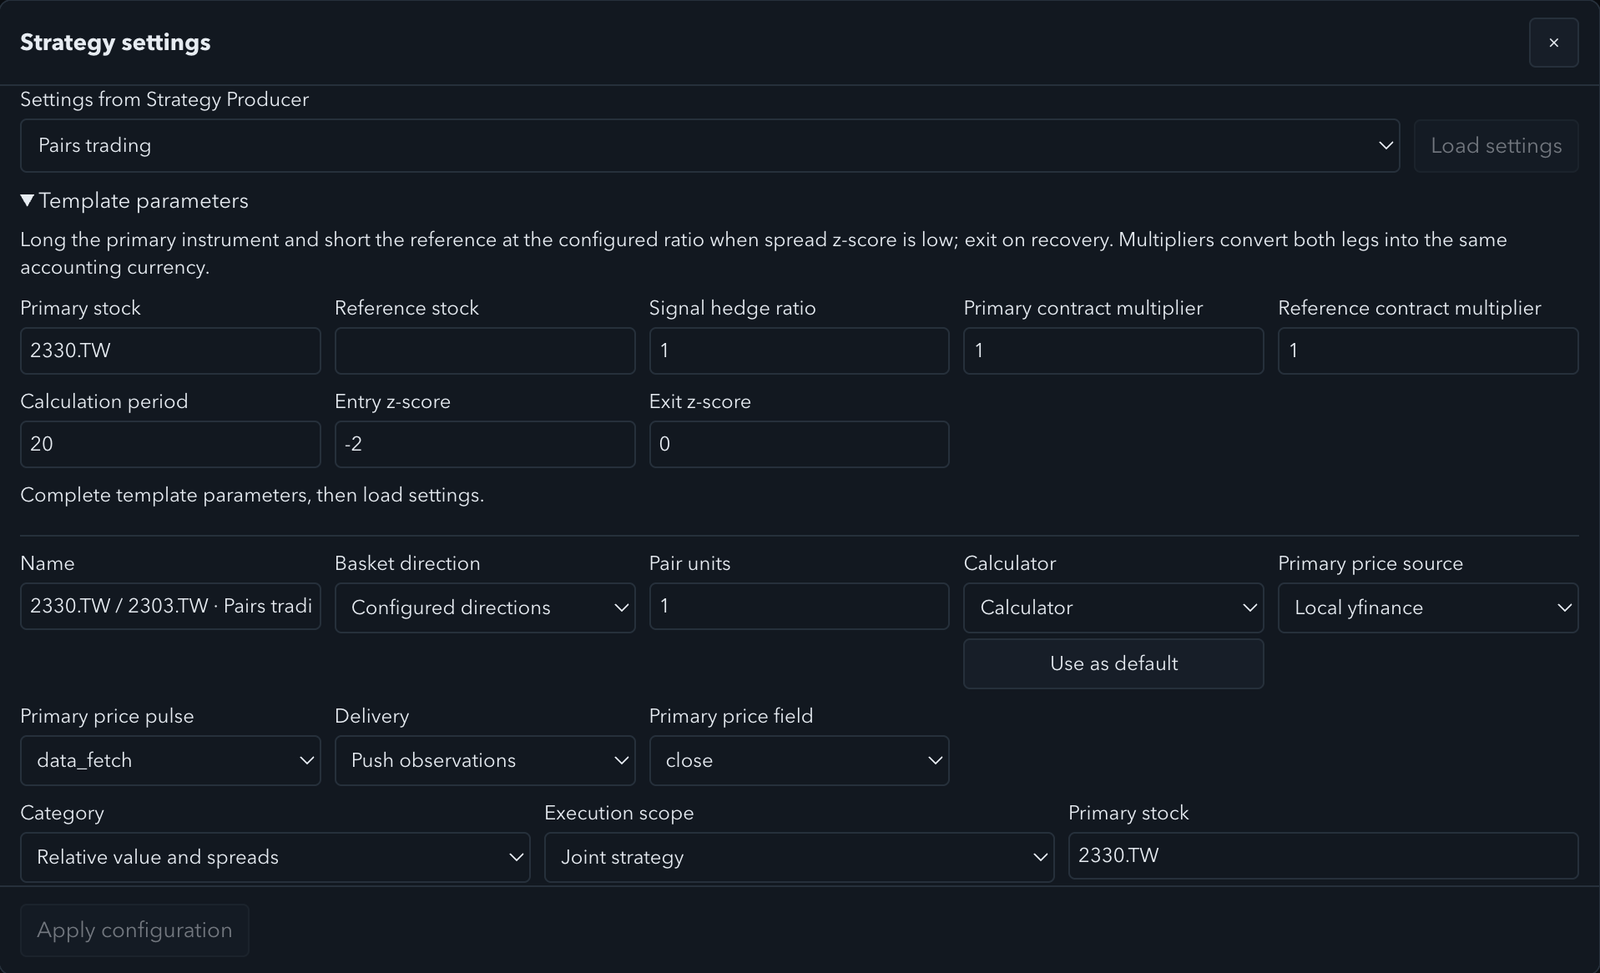 Strategy settings
×
Settings from Strategy Producer
Pairs trading
Load settings
▼ Template parameters
Long the primary instrument and short the reference at the configured ratio when spread z-score is low; exit on recovery. Multipliers convert both legs into the same
accounting currency.
Primary stock Reference stock Signal hedge ratio Primary contract multiplier Reference contract multiplier
2330.TW 1 1 1
Calculation period Entry z-score Exit z-score
20 -2 0
Complete template parameters, then load settings.
Name Basket direction Pair units Calculator Primary price source
2330.TW / 2303.TW · Pairs tradi Configured directions 1 Calculator Local yfinance
Use as default
Primary price pulse Delivery Primary price field
data_fetch Push observations close
Category Execution scope Primary stock
Relative value and spreads Joint strategy 2330.TW
Apply configuration